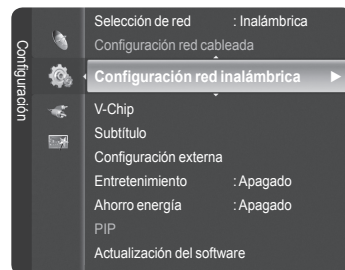 Configuración
Selección de red : Inalámbrica
Configuración red cableada
Configuración red inalámbrica ►
V-Chip
Subtítulo
Configuración externa
Entretenimiento : Apagado
Ahorro energía : Apagado
PIP
Actualización del software